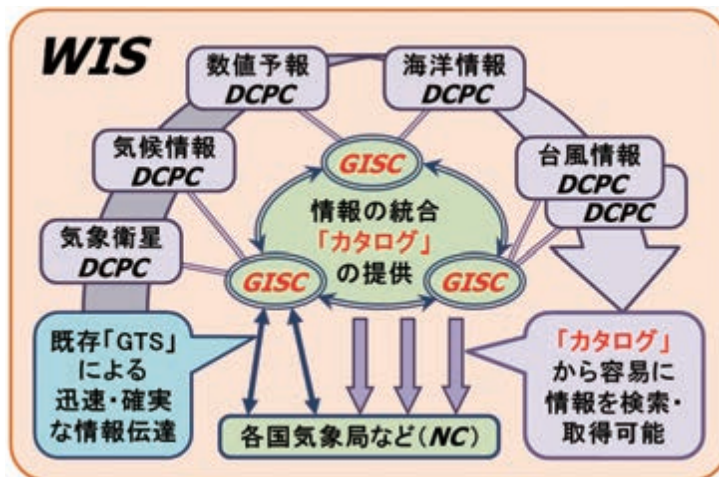 WIS
数値予報
DCPC
海洋情報
DCPC
気候情報
DCPC
台風情報
DCPC
DCPC
気象衛星
DCPC
GISC
情報の統合
「カタログ」
の提供
GISC
GISC
既存「GTS」
による
迅速・確実
な情報伝達
「カタログ」
から容易に
情報を検索・
取得可能
各国気象局など(NC)